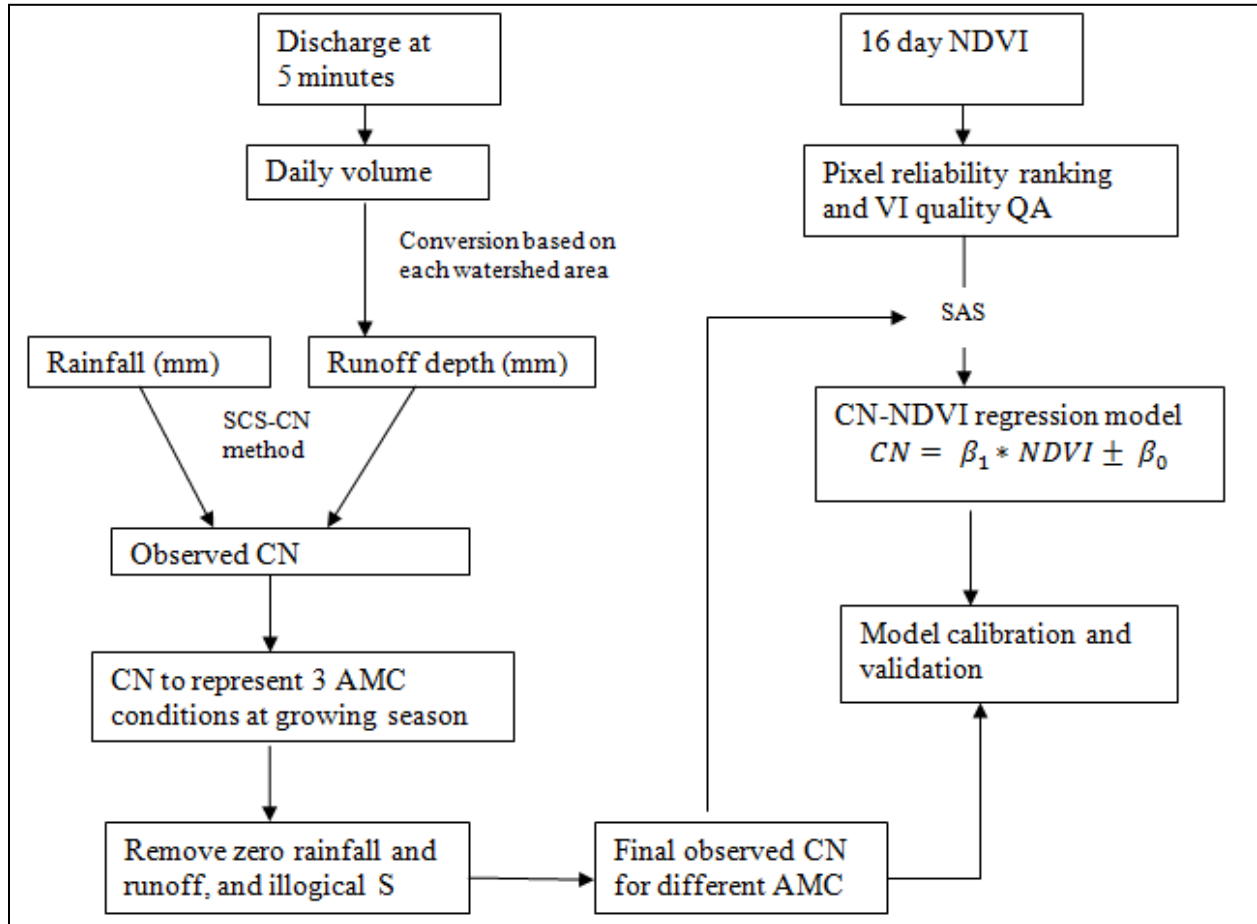 Discharge at
5 minutes
Daily volume
Conversion based on
each watershed area
Rainfall (mm)
Runoff depth (mm)
SCS-CN
method
Observed CN
CN to represent 3 AMC
conditions at growing season
Remove zero rainfall and
runoff, and illogical S
Final observed CN
for different AMC
16 day NDVI
Pixel reliability ranking
and VI quality QA
SAS
CN-NDVI regression model
CN = β₁ * NDVI ± β₀
Model calibration and
validation